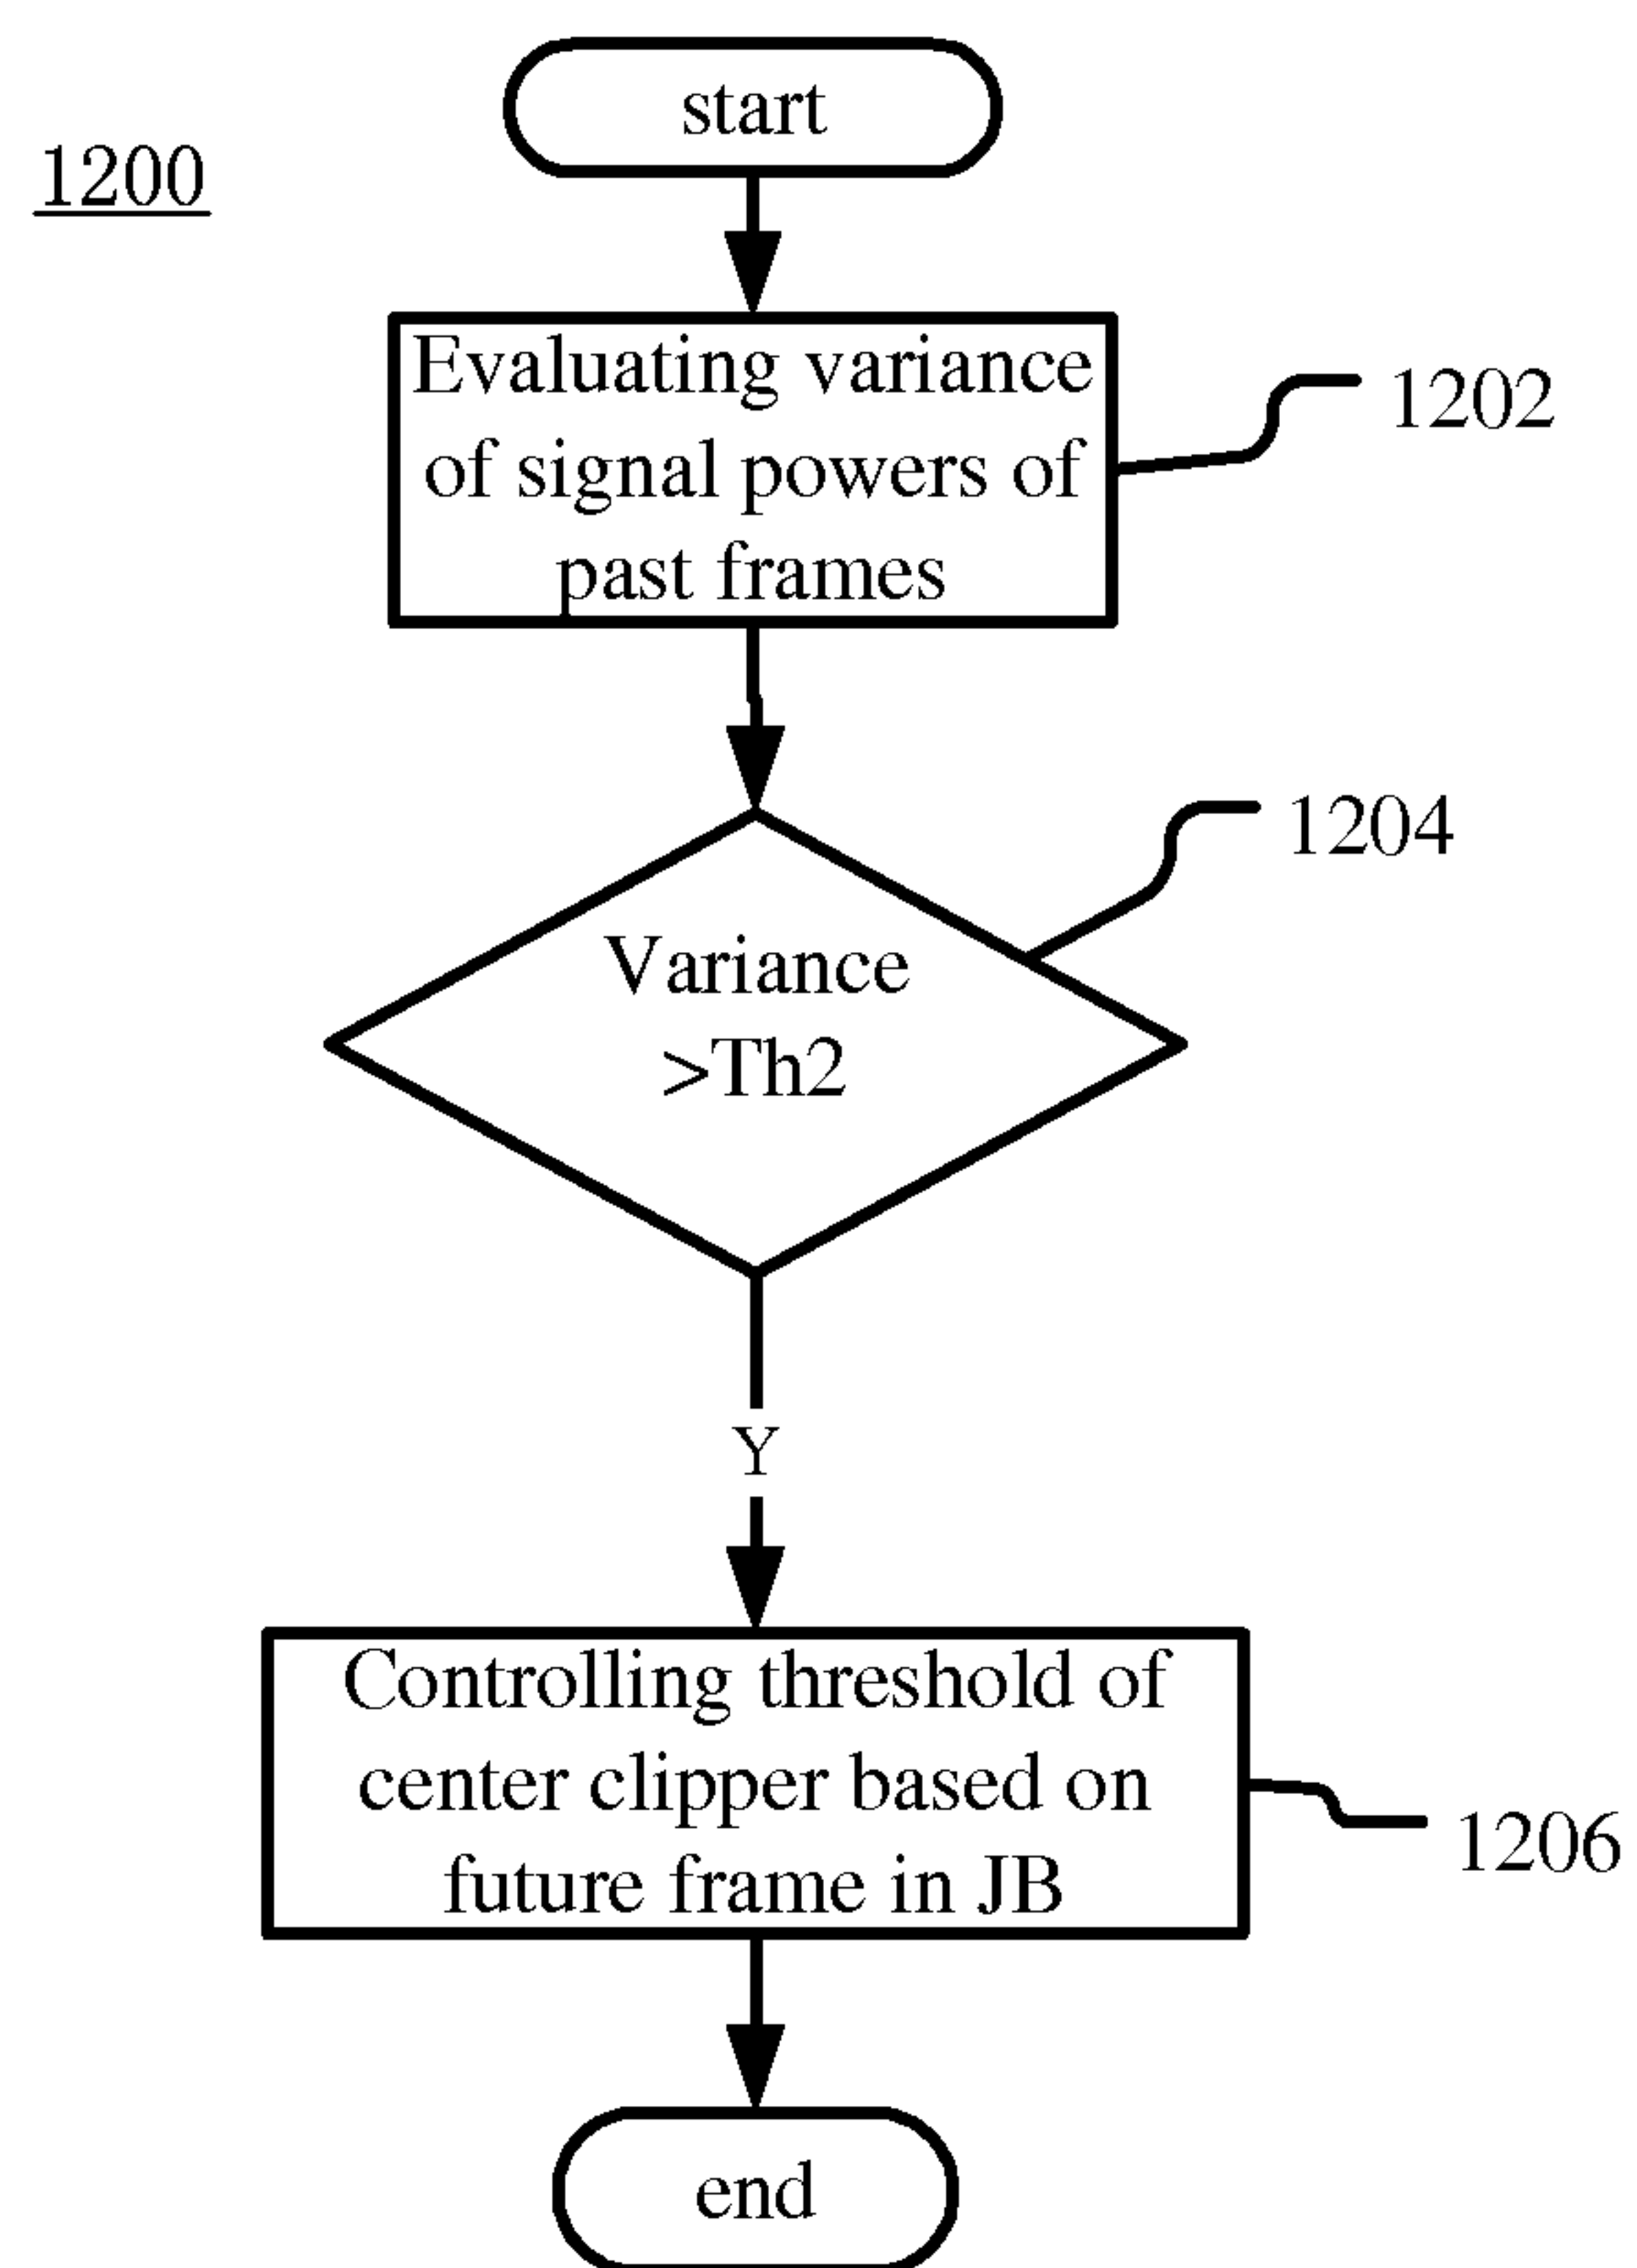 start
1200
Evaluating variance
of signal powers of
past frames
1202
1204
Variance
>Th2
Y
Controlling threshold of
center clipper based on
future frame in JB
1206
end